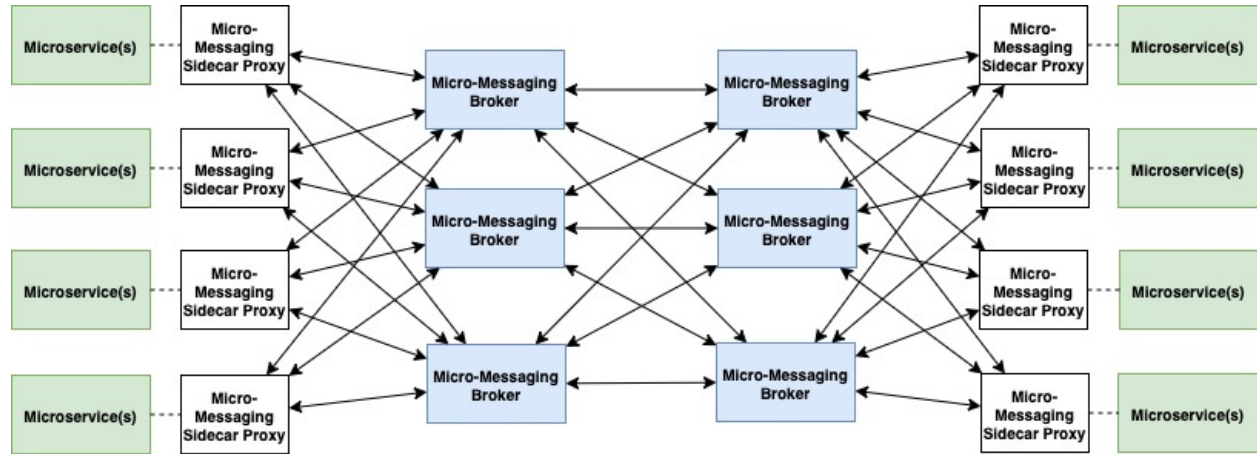 Microservice(s)
Micro-
Messaging
Sidecar Proxy
Micro-Messaging
Broker
Micro-Messaging
Broker
Micro-
Messaging
Sidecar Proxy
Microservice(s)
Microservice(s)
Micro-
Messaging
Sidecar Proxy
Micro-Messaging
Broker
Micro-Messaging
Broker
Micro-
Messaging
Sidecar Proxy
Microservice(s)
Microservice(s)
Micro-
Messaging
Sidecar Proxy
Micro-
Messaging
Sidecar Proxy
Microservice(s)
Microservice(s)
Micro-
Messaging
Sidecar Proxy
Micro-Messaging
Broker
Micro-Messaging
Broker
Micro-
Messaging
Sidecar Proxy
Microservice(s)